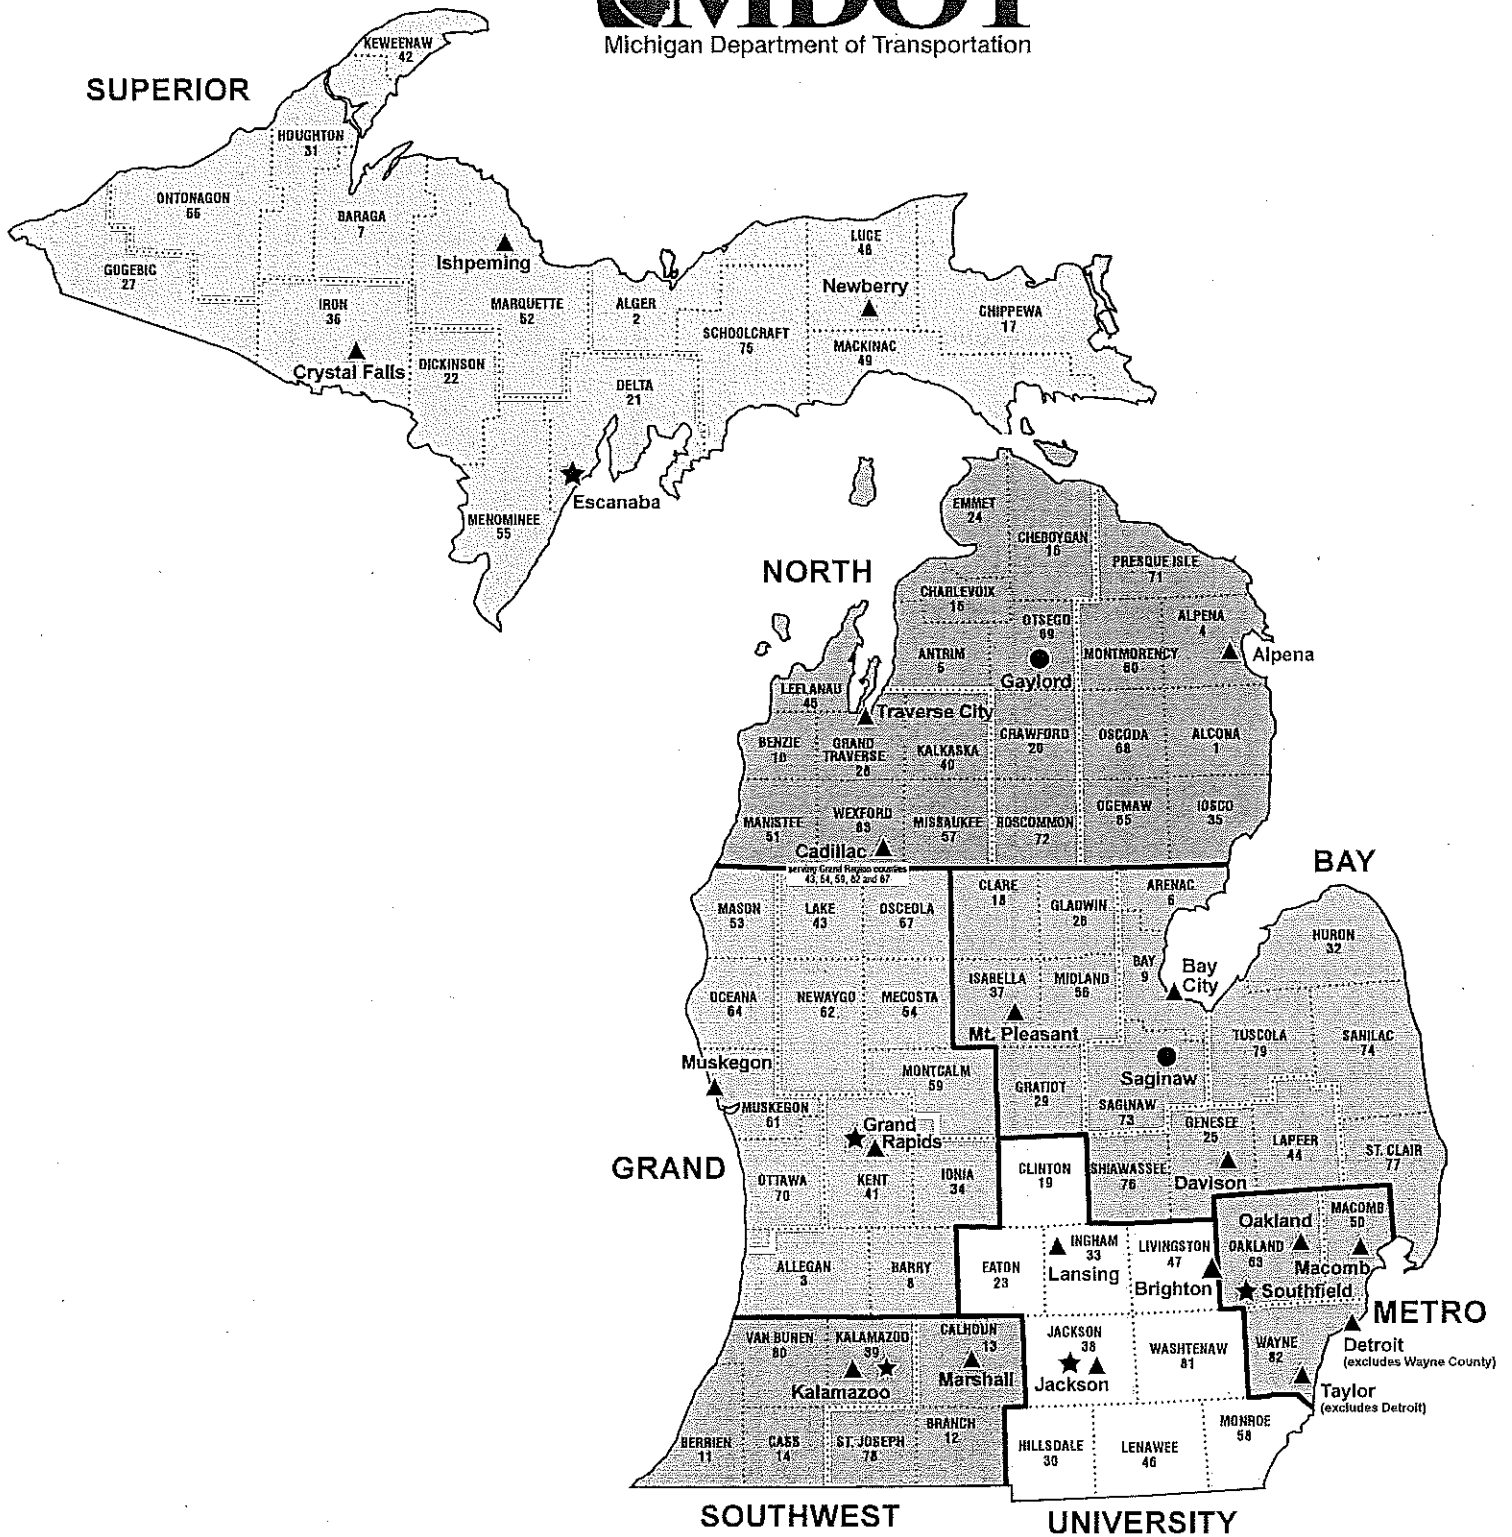 MDOT
Michigan Department of Transportation
SUPERIOR
KEWEENAW
42
HOUGHTON
31
ONTONAGON
66
BARAGA
7
GOGEBIC
27
Ishpeming
IRON
36
MARQUETTE
52
ALGER
2
LUCE
48
Newberry
CHIPPEWA
17
SCHOOLCRAFT
75
MACKINAC
49
Crystal Falls
DICKINSON
22
DELTA
21
Escanaba
MENOMINEE
55
NORTH
EMMET
24
CHEBOYGAN
16
PRESQUE ISLE
71
CHARLEVOIX
15
OTSEGO
69
ALPENA
4
Alpena
ANTRIM
5
Gaylord
MONTMORENCY
60
LEELANAU
45
Traverse City
BENZIE
10
GRAND
TRAVERSE
28
KALKASKA
40
CRAWFORD
20
OSCODA
68
ALCONA
1
MANISTEE
51
WEXFORD
83
MISSAUKEE
57
ROSCOMMON
72
OGEMAW
65
IOSCO
35
Cadillac
serving Grand Region counties
43, 54, 59, 62 and 67
BAY
MASON
53
LAKE
43
OSCEOLA
67
CLARE
18
GLADWIN
26
ARENAC
6
HURON
32
OCEANA
64
NEWAYGO
62
MECOSTA
54
ISABELLA
37
MIDLAND
56
BAY
9
Bay
City
Mt. Pleasant
TUSCOLA
79
SANILAC
74
Muskegon
MONTCALM
59
GRATIOT
29
Saginaw
SAGINAW
73
MUSKEGON
61
Grand
Rapids
GENESEE
25
LAPEER
44
ST. CLAIR
77
GRAND
OTTAWA
70
KENT
41
IONIA
34
CLINTON
19
SHIAWASSEE
76
Davison
ALLEGAN
3
BARRY
8
EATON
23
INGHAM
33
Lansing
LIVINGSTON
47
Brighton
Oakland
OAKLAND
63
MACOMB
50
Macomb
Southfield
METRO
VAN BUREN
80
KALAMAZOO
39
Kalamazoo
CALHOUN
13
Marshall
JACKSON
38
Jackson
WASHTENAW
81
WAYNE
82
Detroit
(excludes Wayne County)
Taylor
(excludes Detroit)
BERRIEN
11
CASS
14
ST. JOSEPH
78
BRANCH
12
HILLSDALE
30
LENAWEE
46
MONROE
58
SOUTHWEST
UNIVERSITY